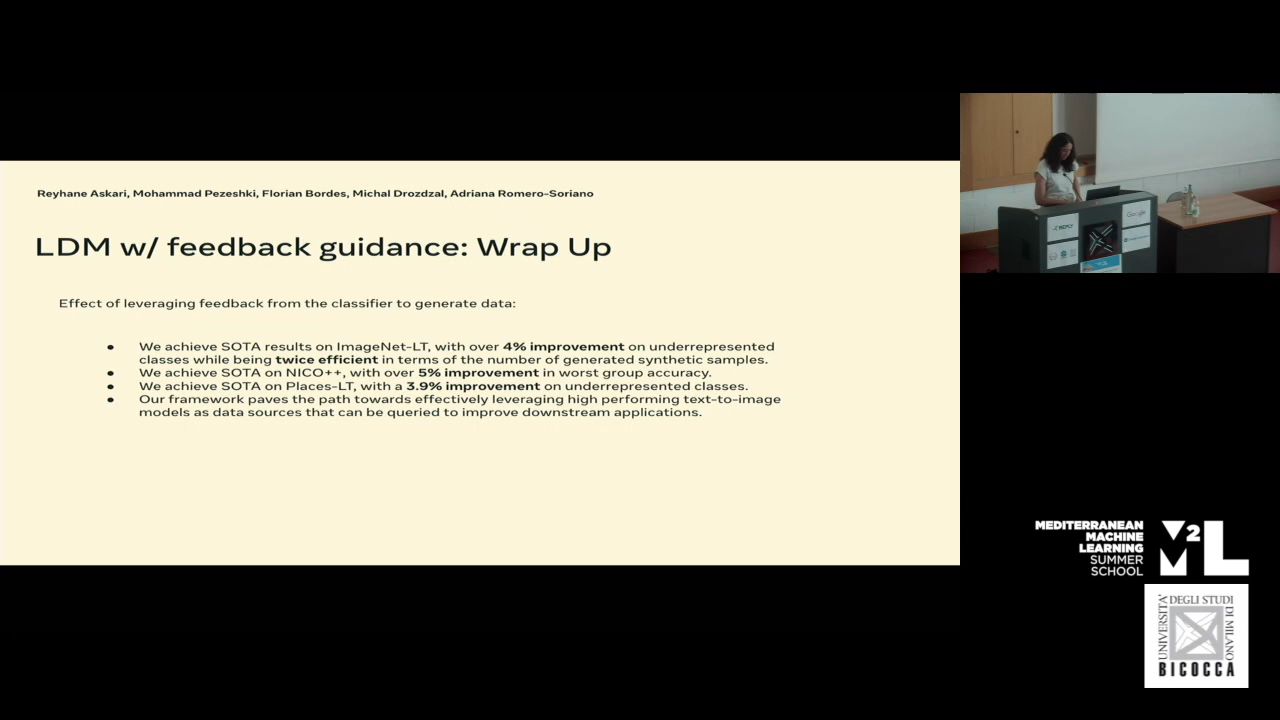 Reyhane Askari, Mohammad Pezeshki, Florian Bordes, Michal Drozdzal, Adriana Romero-Soriano
LDM w/ feedback guidance: Wrap Up
Effect of leveraging feedback from the classifier to generate data:
● We achieve SOTA results on ImageNet-LT, with over 4% improvement on underrepresented
classes while being twice efficient in terms of the number of generated synthetic samples.
● We achieve SOTA on NICO++, with over 5% improvement in worst group accuracy.
● We achieve SOTA on Places-LT, with a 3.9% improvement on underrepresented classes.
● Our framework paves the path towards effectively leveraging high performing text-to-image
models as data sources that can be queried to improve downstream applications.
REPLY
Google
MEDITERRANEAN
MACHINE
LEARNING
SUMMER
SCHOOL
M2L
UNIVERSITA'
DEGLI STUDI
DI MILANO
BICOCCA